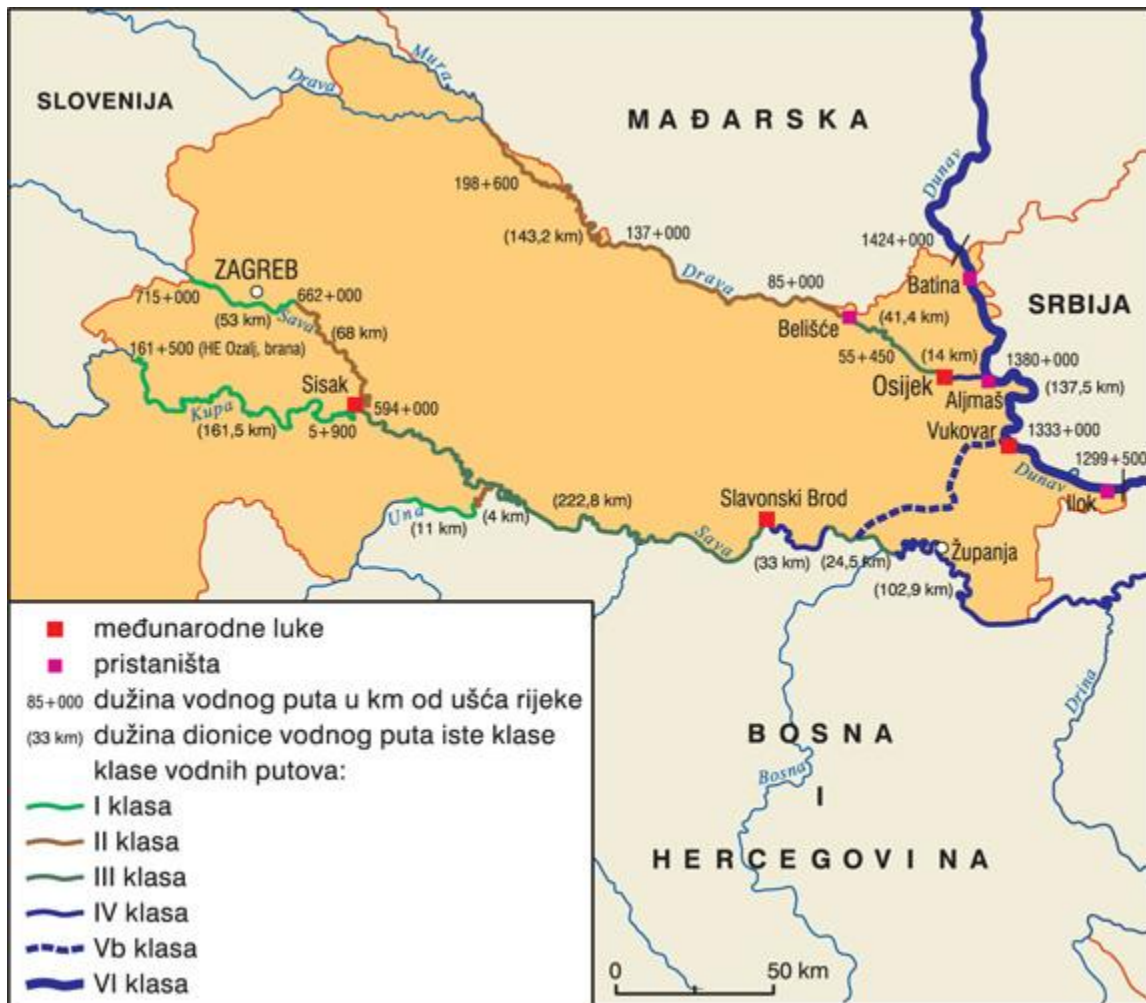 Mura
Drava
SLOVENIJA
MAĐARSKA
Dunav
198+600
(143,2 km)
137+000
1424+000
Drava
85+000
ZAGREB
Batina
715+000
662+000
SRBIJA
(53 km)
Sava
(68 km)
Belišće
(41,4 km)
161+500 (HE Ozalj, brana)
55+450
(14 km)
1380+000
Sisak
Osijek
(137,5 km)
Aljmaš
Kupa
594+000
(161,5 km)
5+900
Vukovar
1333+000
1299+500
Dunav
Slavonski Brod
Ilok
Una
(11 km)
(4 km)
(222,8 km)
Sava
(33 km)
(24,5 km)
Županja
(102,9 km)
međunarodne luke
pristaništa
85+000 dužina vodnog puta u km od ušća rijeke
(33 km) dužina dionice vodnog puta iste klase
klase vodnih putova:
I klasa
II klasa
III klasa
IV klasa
Vb klasa
VI klasa
Drina
BOSNA
Bosna
I
HERCEGOVINA
0 50 km